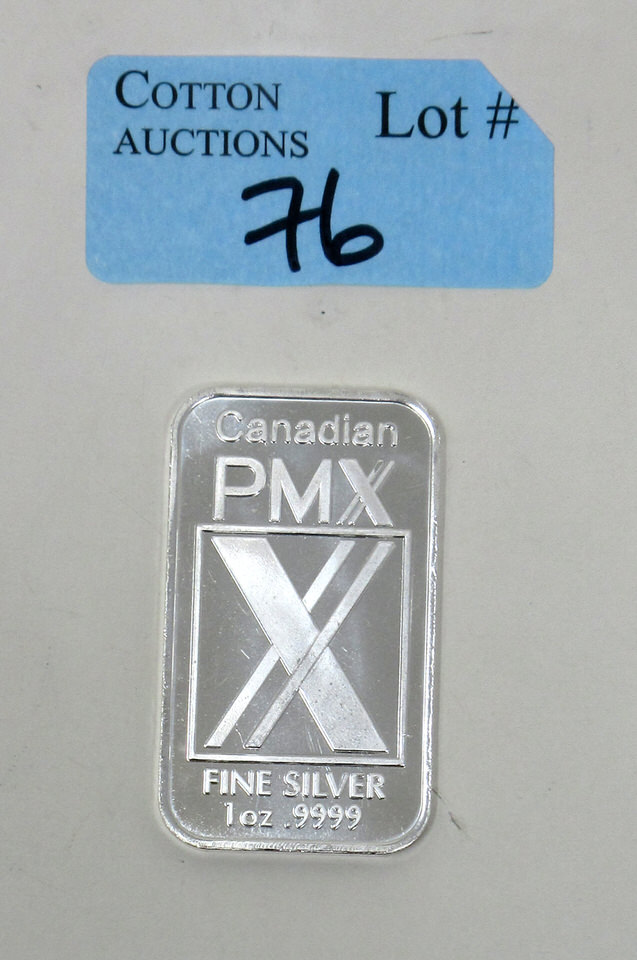 COTTON
AUCTIONS
Lot #
76
Canadian
PMX
X
FINE SILVER
1oz .9999